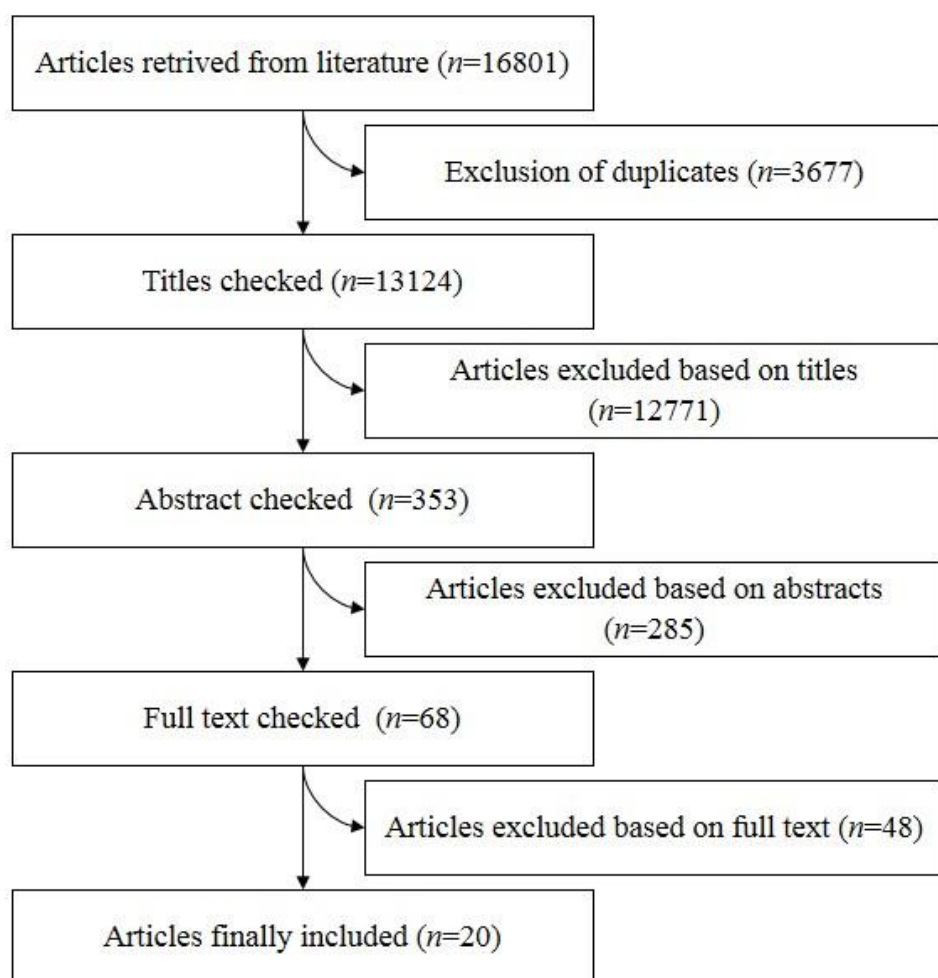 Articles retrived from literature (n=16801)
Exclusion of duplicates (n=3677)
Titles checked (n=13124)
Articles excluded based on titles
(n=12771)
Abstract checked  (n=353)
Articles excluded based on abstracts
(n=285)
Full text checked  (n=68)
Articles excluded based on full text (n=48)
Articles finally included (n=20)